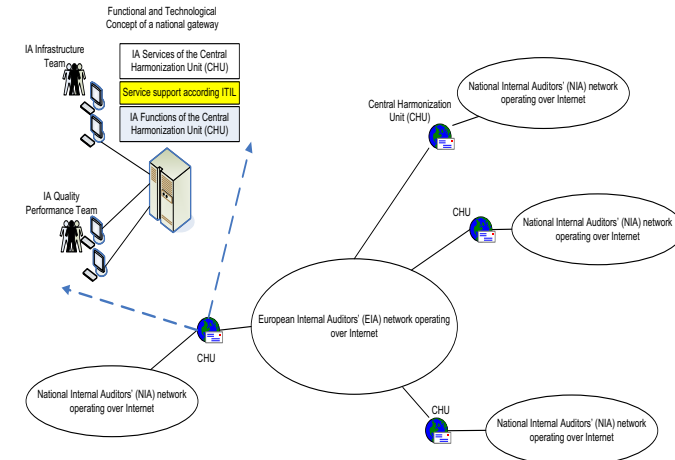 Functional and Technological
Concept of a national gateway
IA Infrastructure
Team
IA Services of the Central
Harmonization Unit (CHU)
Service support according ITIL
IA Functions of the Central
Harmonization Unit (CHU)
IA Quality
Performance Team
CHU
National Internal Auditors' (NIA) network
operating over Internet
European Internal Auditors' (EIA) network operating
over Internet
Central Harmonization
Unit (CHU)
National Internal Auditors' (NIA) network
operating over Internet
CHU
National Internal Auditors' (NIA) network
operating over Internet
CHU
National Internal Auditors' (NIA) network
operating over Internet